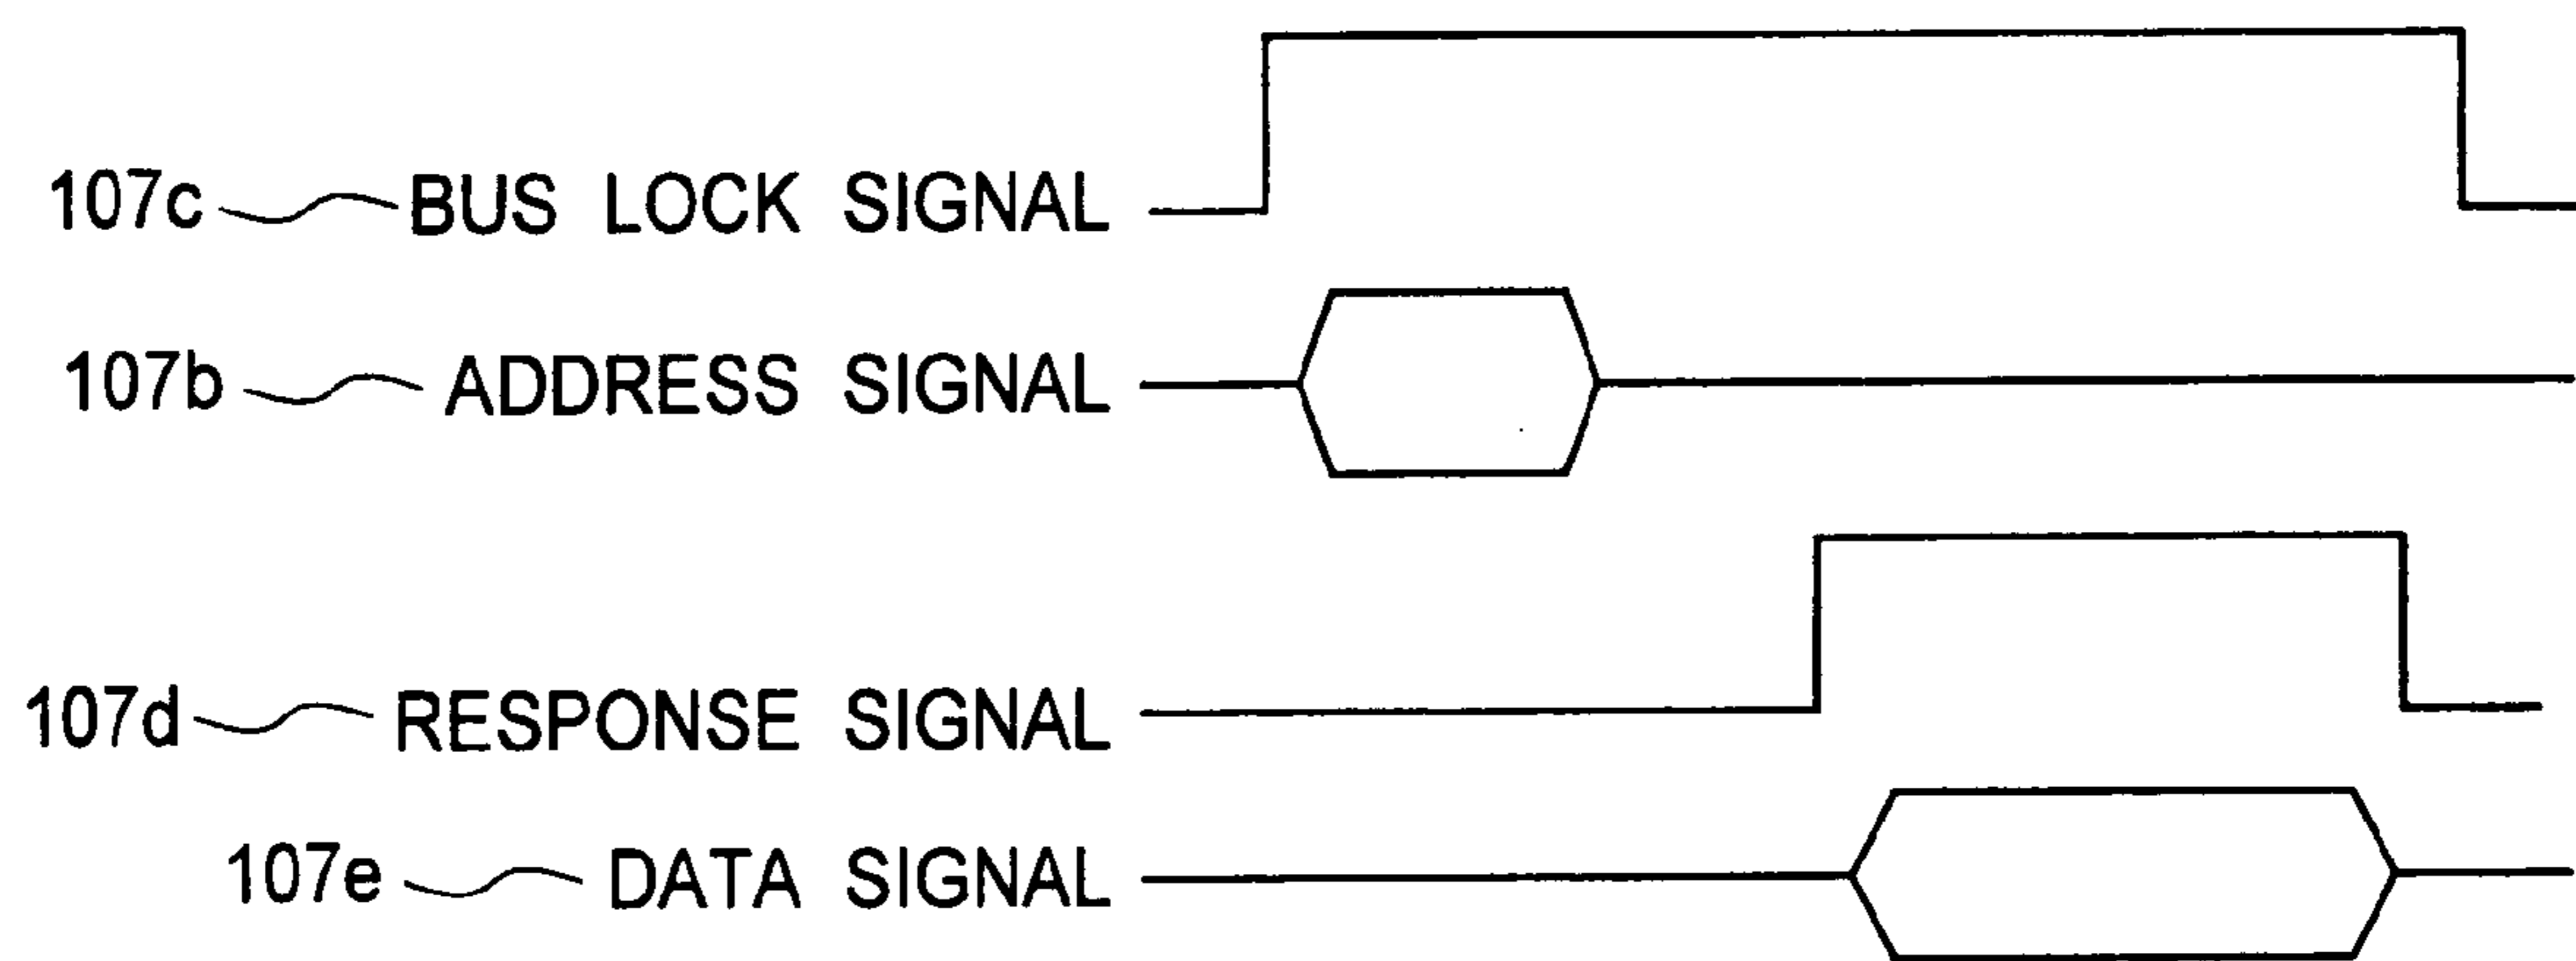 107c BUS LOCK SIGNAL
107b ADDRESS SIGNAL
107d RESPONSE SIGNAL
107e DATA SIGNAL